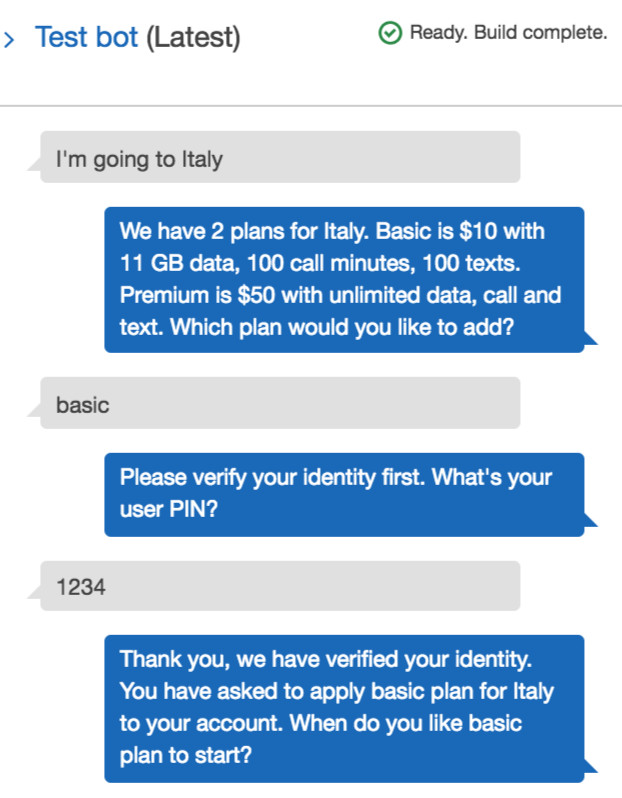 Test bot (Latest)
Ready. Build complete.
I'm going to Italy
We have 2 plans for Italy. Basic is $10 with
11 GB data, 100 call minutes, 100 texts.
Premium is $50 with unlimited data, call and
text. Which plan would you like to add?
basic
Please verify your identity first. What's your
user PIN?
1234
Thank you, we have verified your identity.
You have asked to apply basic plan for Italy
to your account. When do you like basic
plan to start?